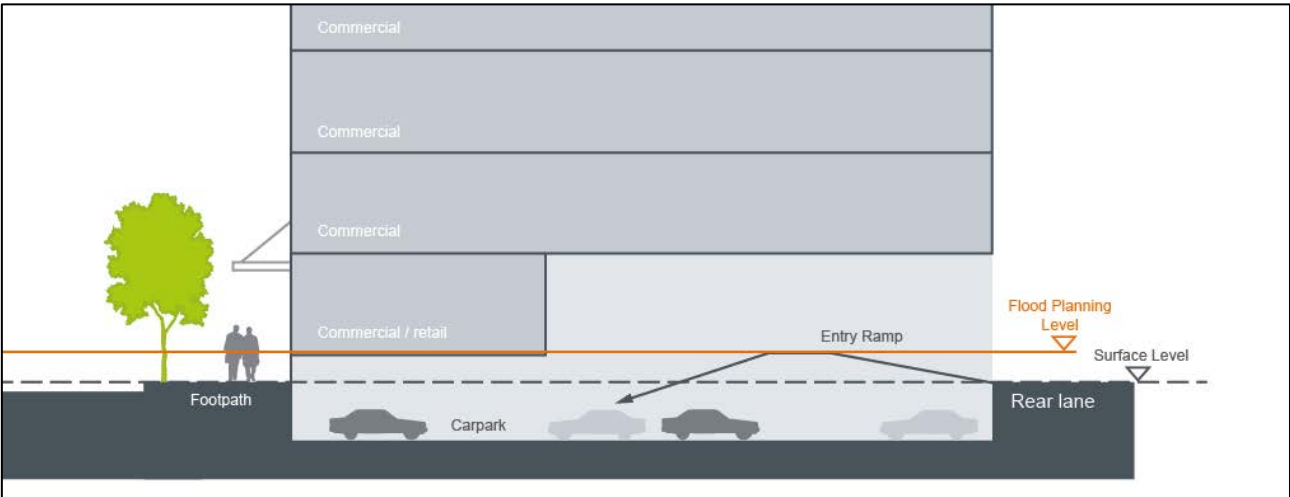 Commercial
Commercial
Commercial
Commercial / retail
Flood Planning
Level
Entry Ramp
Surface Level
Footpath
Carpark
Rear lane